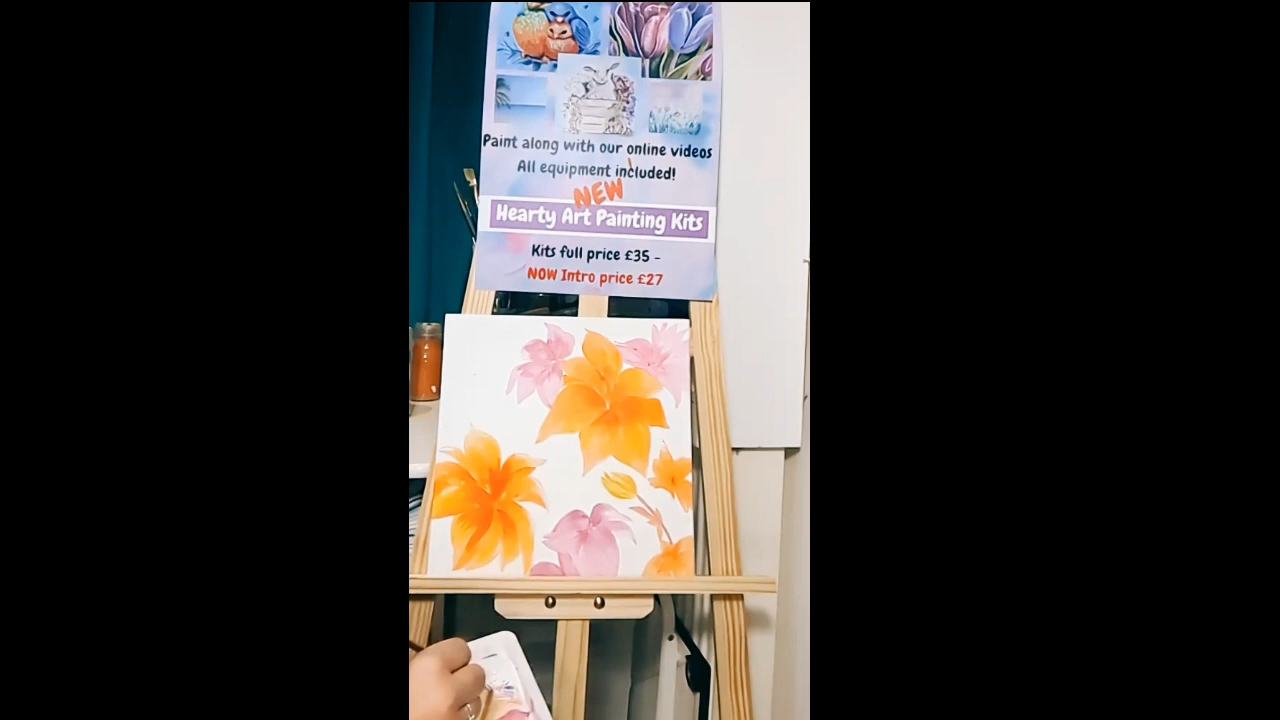 Paint along with our online videos
All equipment included!
NEW
Hearty Art Painting Kits
Kits full price £35 -
NOW Intro price £27